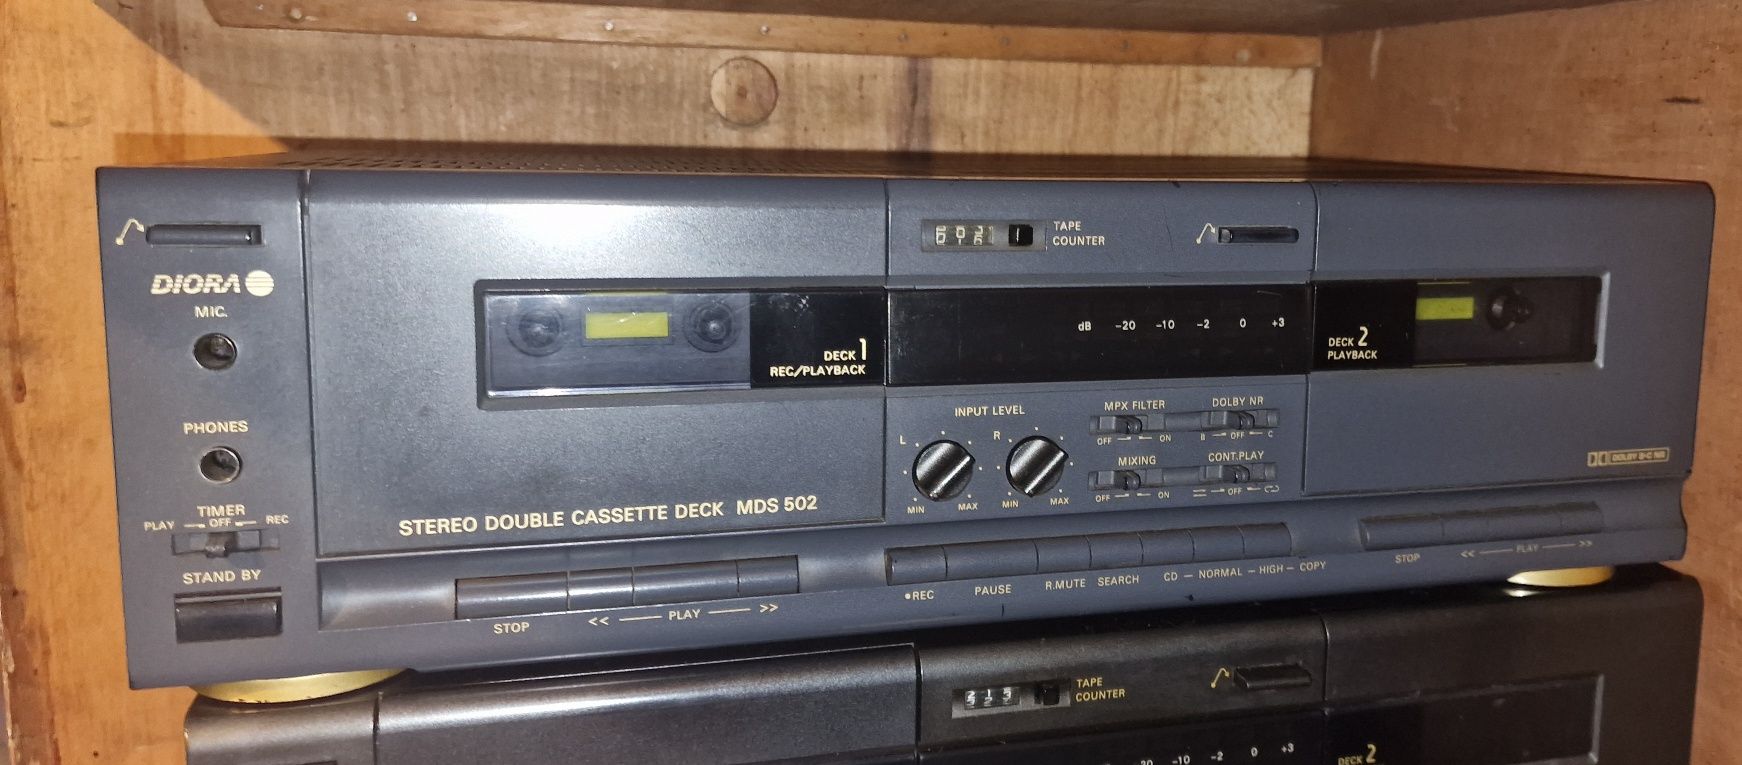 DIORA
MIC.
PHONES
TIMER
PLAY OFF REC
STAND BY
STEREO DOUBLE CASSETTE DECK MDS 502
DECK 1
REC/PLAYBACK
STOP
<< PLAY >>
TAPE
COUNTER
dB -20 -10 -2 0 +3
INPUT LEVEL
L R
MIN MAX MIN MAX
MPX FILTER DOLBY NR
OFF ON B OFF C
MIXING CONT.PLAY
OFF ON OFF
●REC PAUSE R.MUTE SEARCH CD — NORMAL — HIGH — COPY
DECK 2
PLAYBACK
DOLBY B-C NR
STOP << PLAY >>
TAPE
COUNTER
-10 -2 0 +3
DECK 2